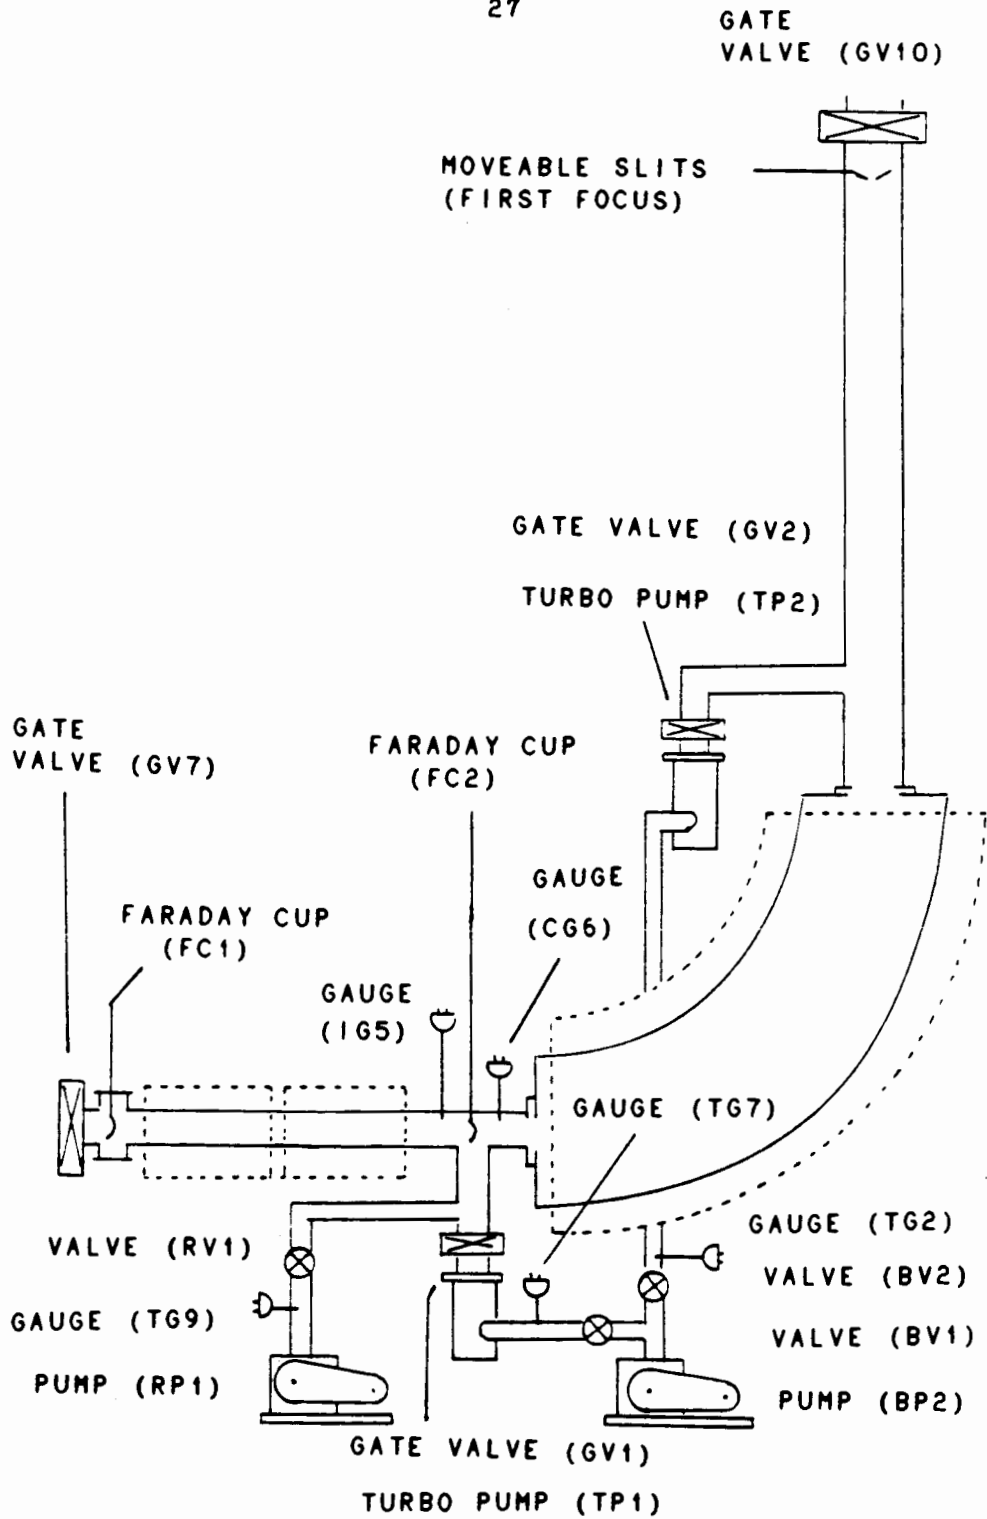 27
GATE
VALVE (GV10)
MOVEABLE SLITS
(FIRST FOCUS)
GATE VALVE (GV2)
TURBO PUMP (TP2)
GATE
VALVE (GV7)
FARADAY CUP
(FC2)
GAUGE
(CG6)
FARADAY CUP
(FC1)
GAUGE
(IG5)
GAUGE (TG7)
GAUGE (TG2)
VALVE (RV1)
VALVE (BV2)
GAUGE (TG9)
VALVE (BV1)
PUMP (RP1)
PUMP (BP2)
GATE VALVE (GV1)
TURBO PUMP (TP1)